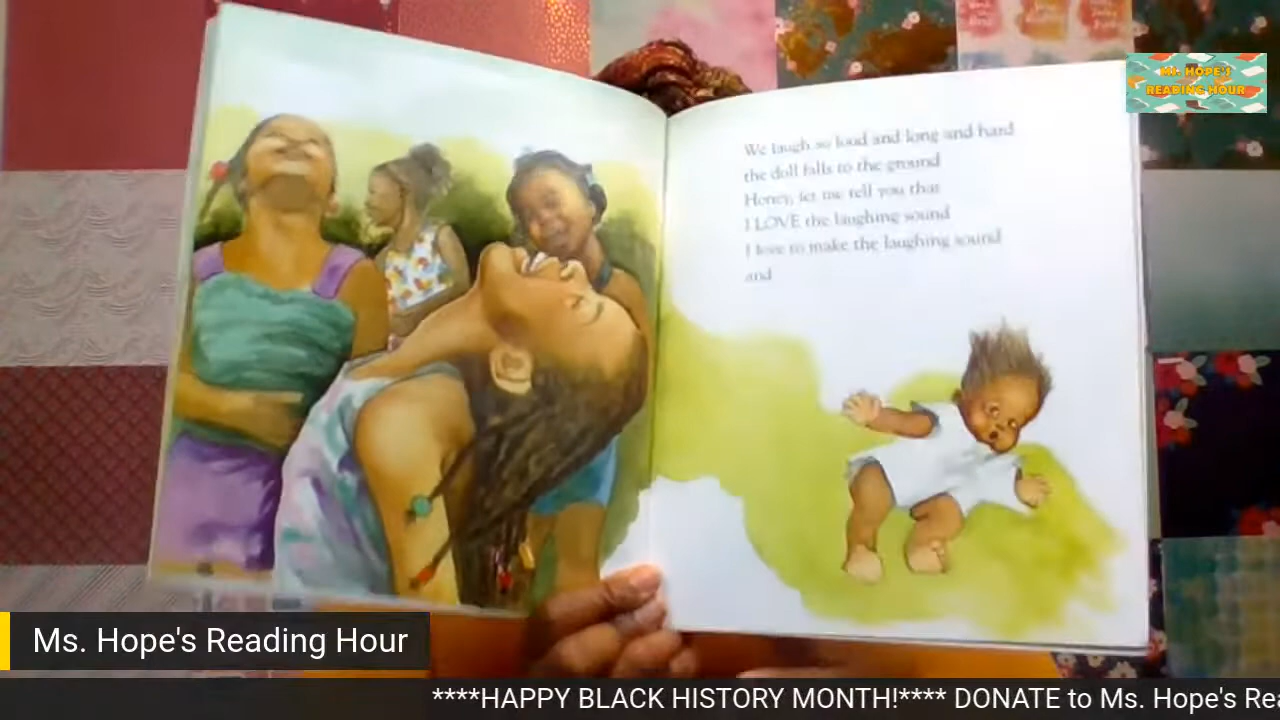 MS. HOPE'S
READING HOUR
We laugh so loud and long and hard
the doll falls to the ground
Honey, let me tell you that
I LOVE the laughing sound
I love to make the laughing sound
and
Ms. Hope's Reading Hour
****HAPPY BLACK HISTORY MONTH!**** DONATE to Ms. Hope's Rea